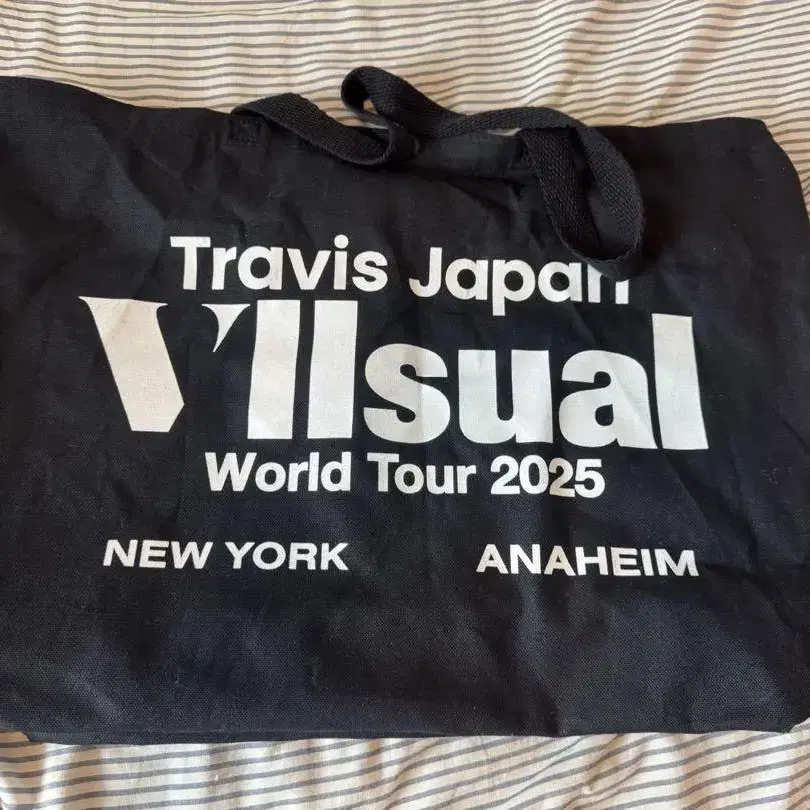 Travis Japan
VIIsual
World Tour 2025
NEW YORK ANAHEIM